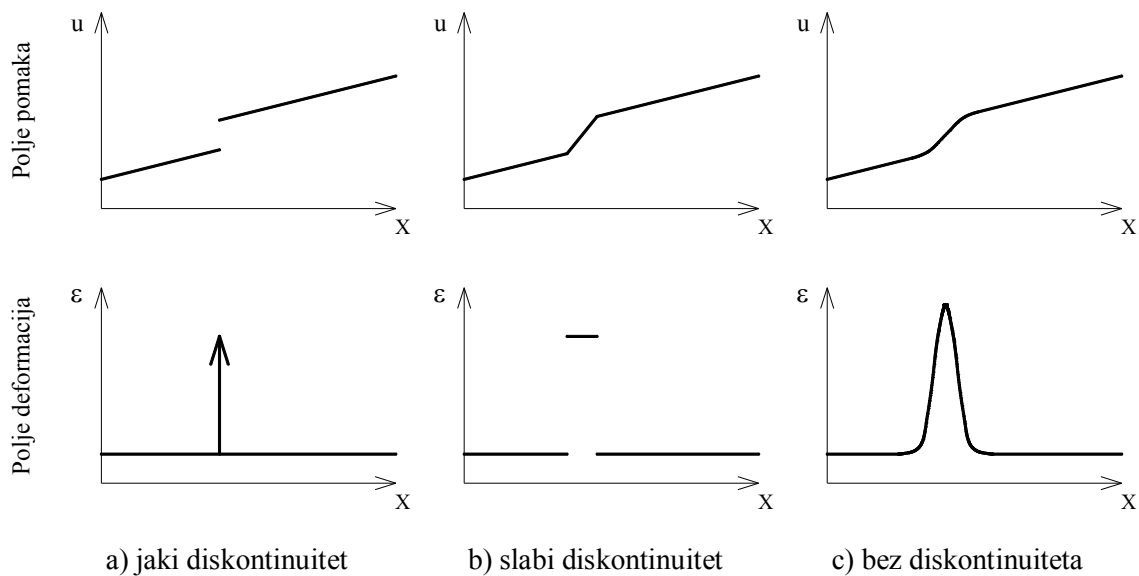 Polje pomaka
u
X
u
X
u
X
Polje deformacija
ε
X
ε
X
ε
X
a) jaki diskontinuitet
b) slabi diskontinuitet
c) bez diskontinuiteta